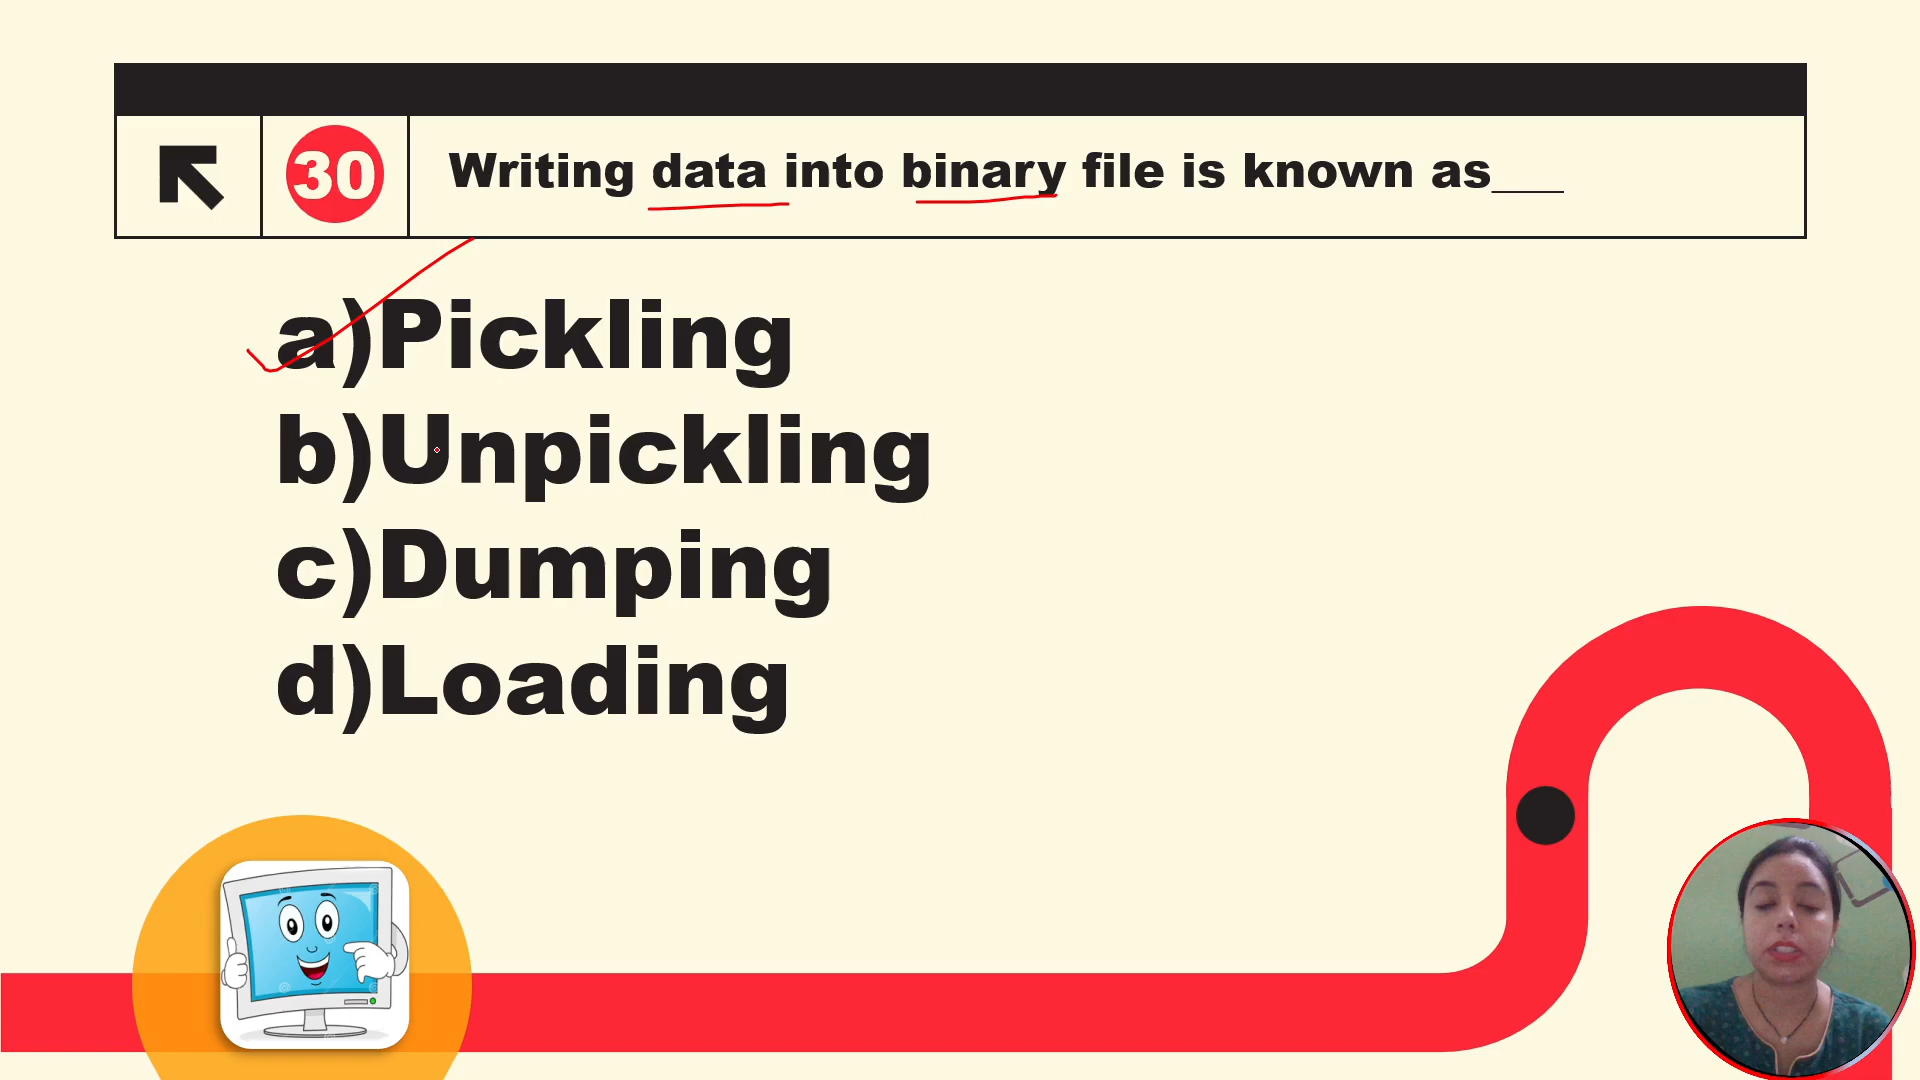 30
Writing data into binary file is known as___
a)Pickling
b)Unpickling
c)Dumping
d)Loading